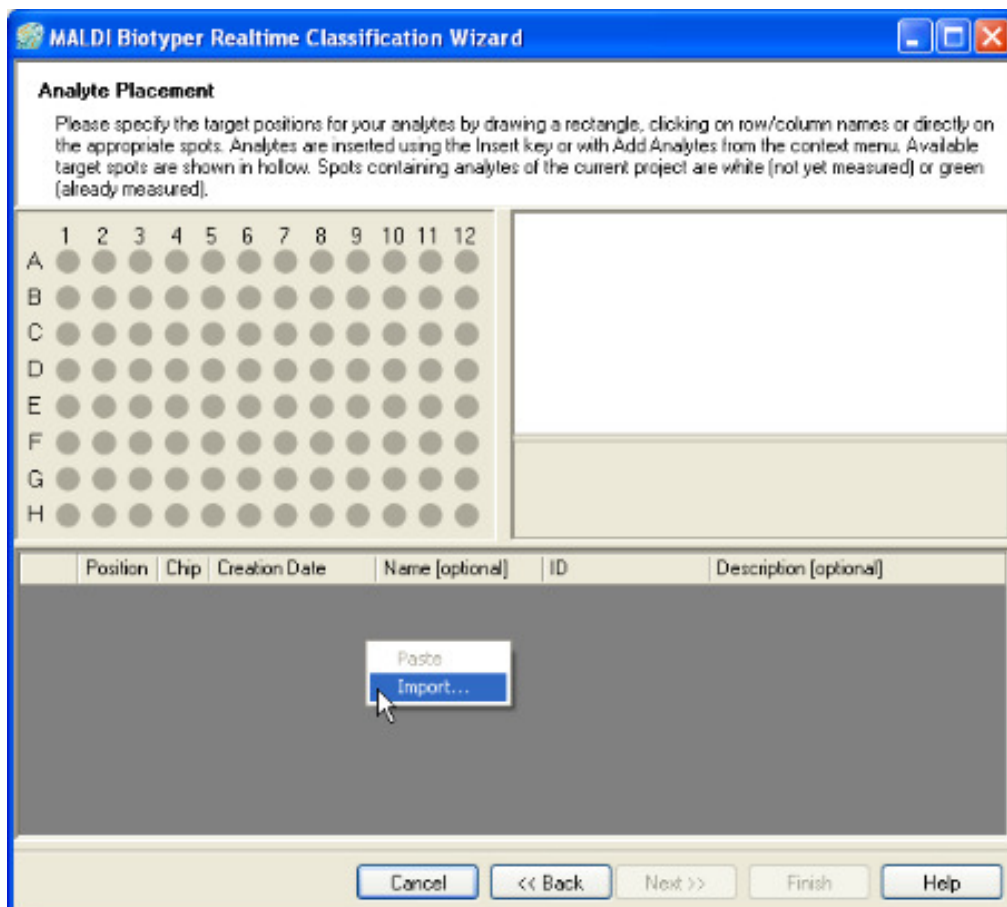 MALDI Biotyper Realtime Classification Wizard
Analyte Placement
Please specify the target positions for your analytes by drawing a rectangle, clicking on row/column names or directly on
the appropriate spots. Analytes are inserted using the Insert key or with Add Analytes from the context menu. Available
target spots are shown in hollow. Spots containing analytes of the current project are white (not yet measured) or green
(already measured).
1 2 3 4 5 6 7 8 9 10 11 12
A
B
C
D
E
F
G
H
Position Chip Creation Date Name [optional] ID Description [optional]
Paste
Import...
Cancel << Back Next >> Finish Help